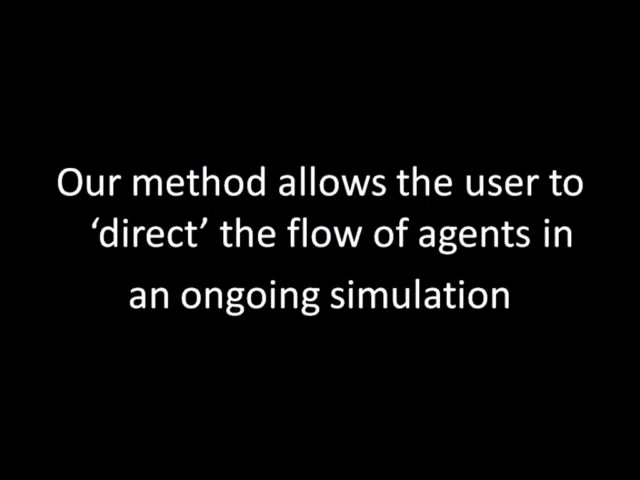 Our method allows the user to
‘direct’ the flow of agents in
an ongoing simulation